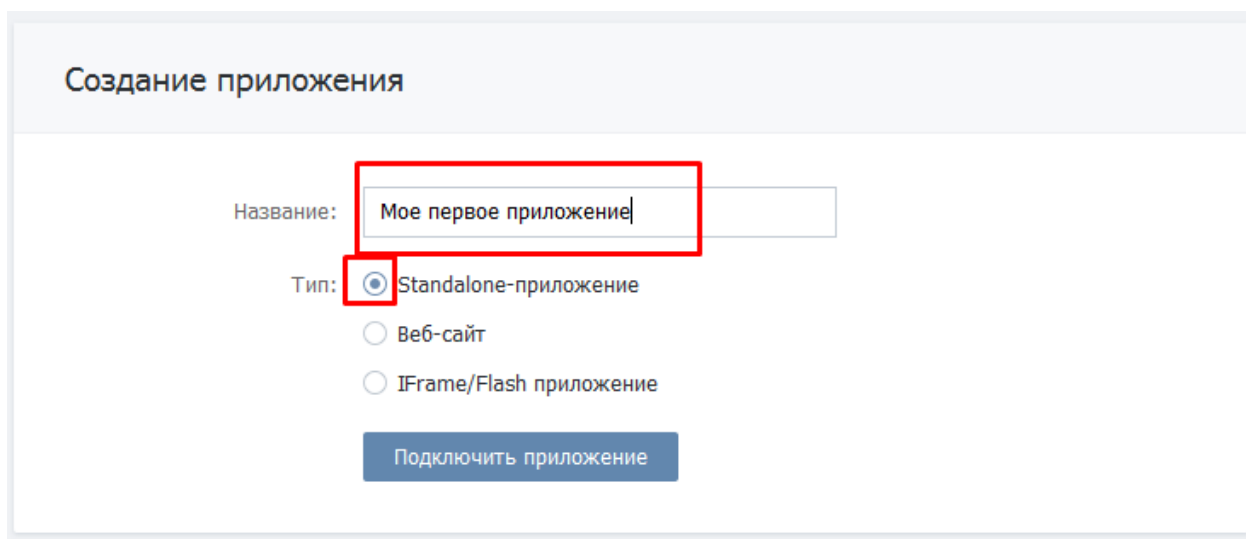 Создание приложения
Название: Мое первое приложение
Тип: Standalone-приложение
Веб-сайт
IFrame/Flash приложение
Подключить приложение